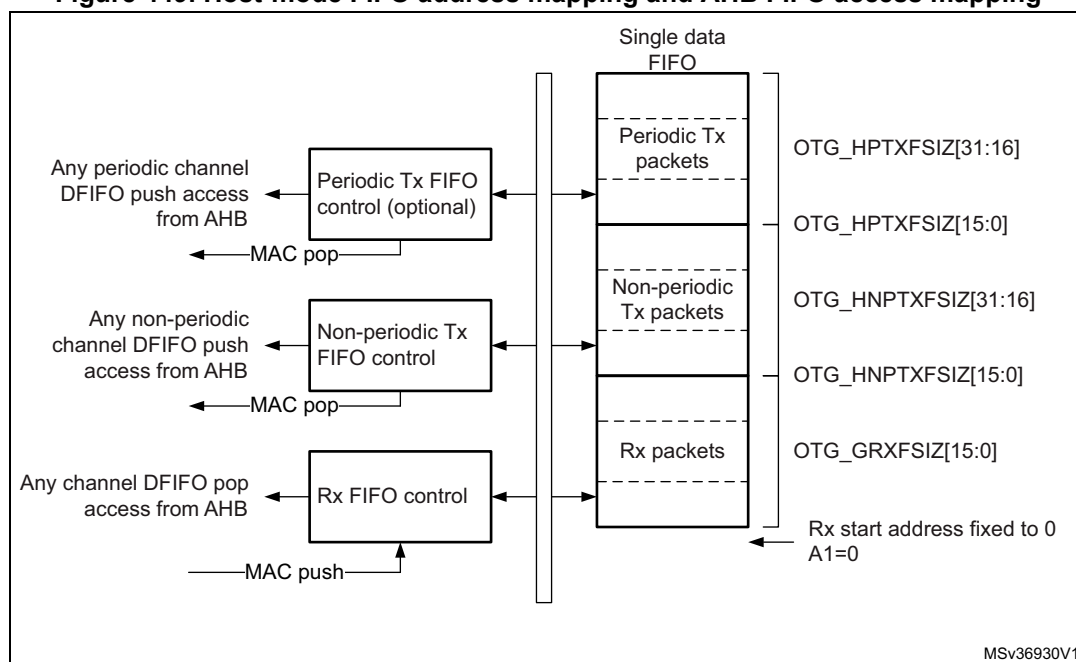 Single data
FIFO
Periodic Tx
packets
OTG_HPTXFSIZ[31:16]
Any periodic channel
DFIFO push access
from AHB
Periodic Tx FIFO
control (optional)
MAC pop
OTG_HPTXFSIZ[15:0]
Non-periodic
Tx packets
OTG_HNPTXFSIZ[31:16]
Any non-periodic
channel DFIFO push
access from AHB
Non-periodic Tx
FIFO control
MAC pop
OTG_HNPTXFSIZ[15:0]
Rx packets
OTG_GRXFSIZ[15:0]
Any channel DFIFO pop
access from AHB
Rx FIFO control
MAC push
Rx start address fixed to 0
A1=0
MSv36930V1